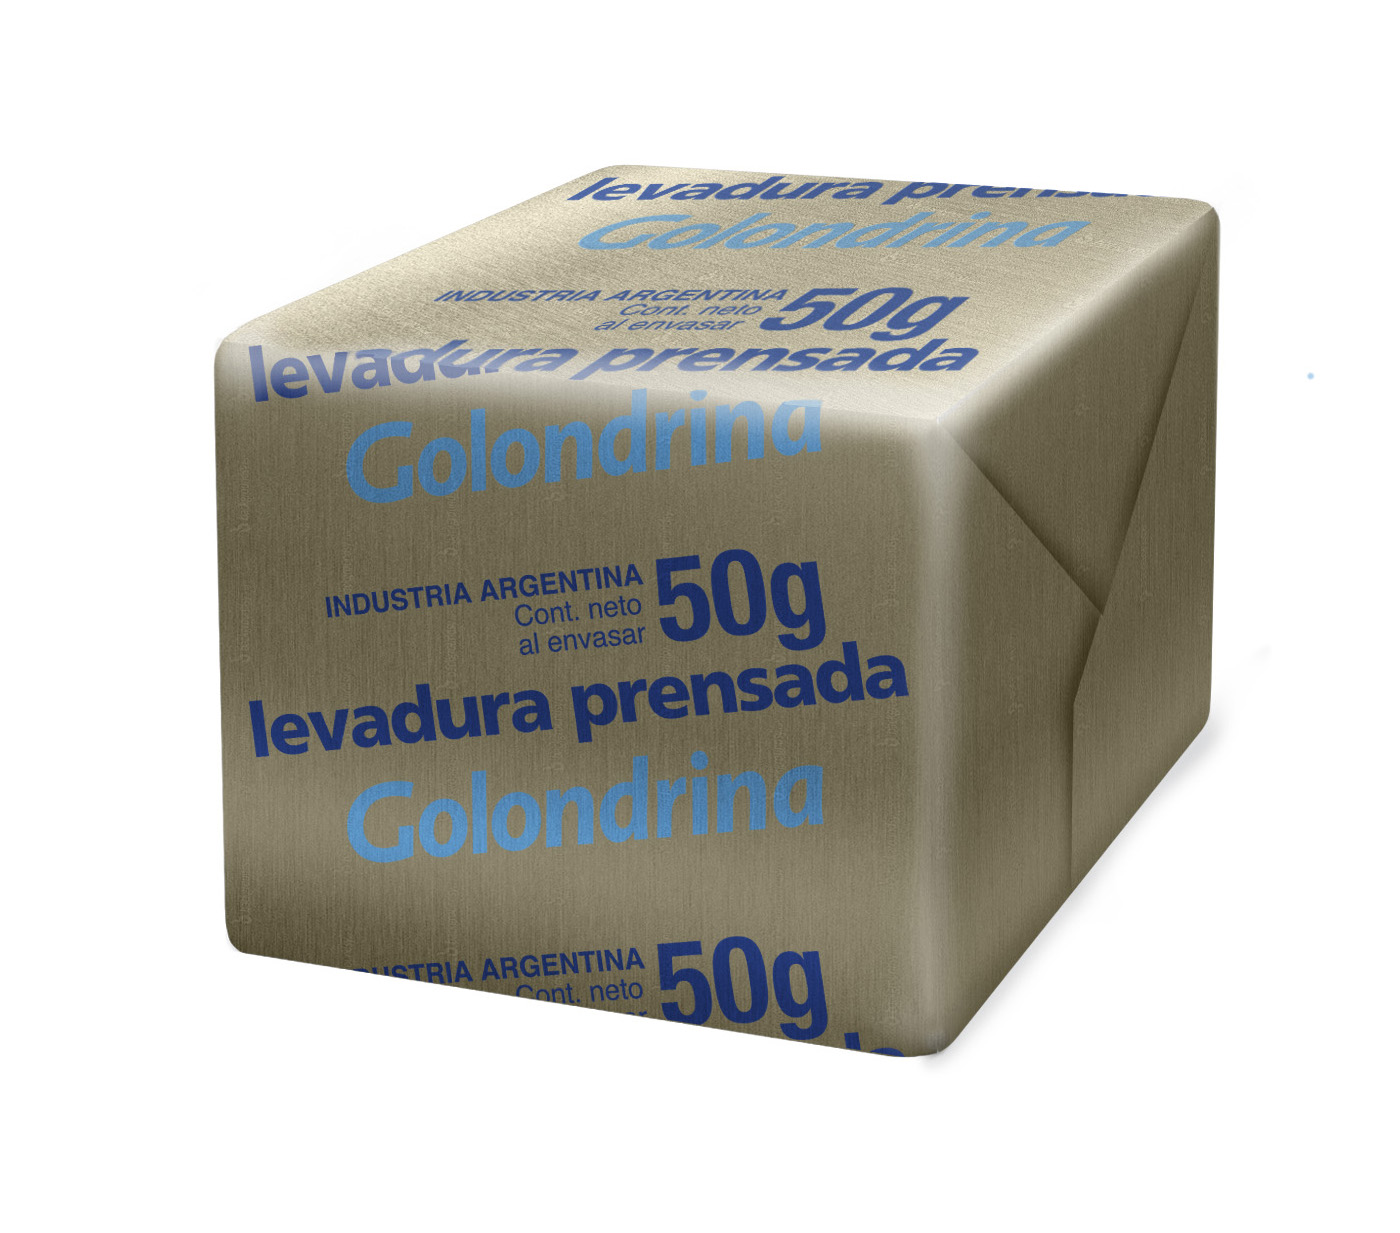 levadura prensada
Golondrina
INDUSTRIA ARGENTINA
Cont. neto
al envasar
50g
levadura prensada
Golondrina
INDUSTRIA ARGENTINA
Cont. neto
al envasar
50g
levadura prensada
Golondrina
INDUSTRIA ARGENTINA
Cont. neto
50g